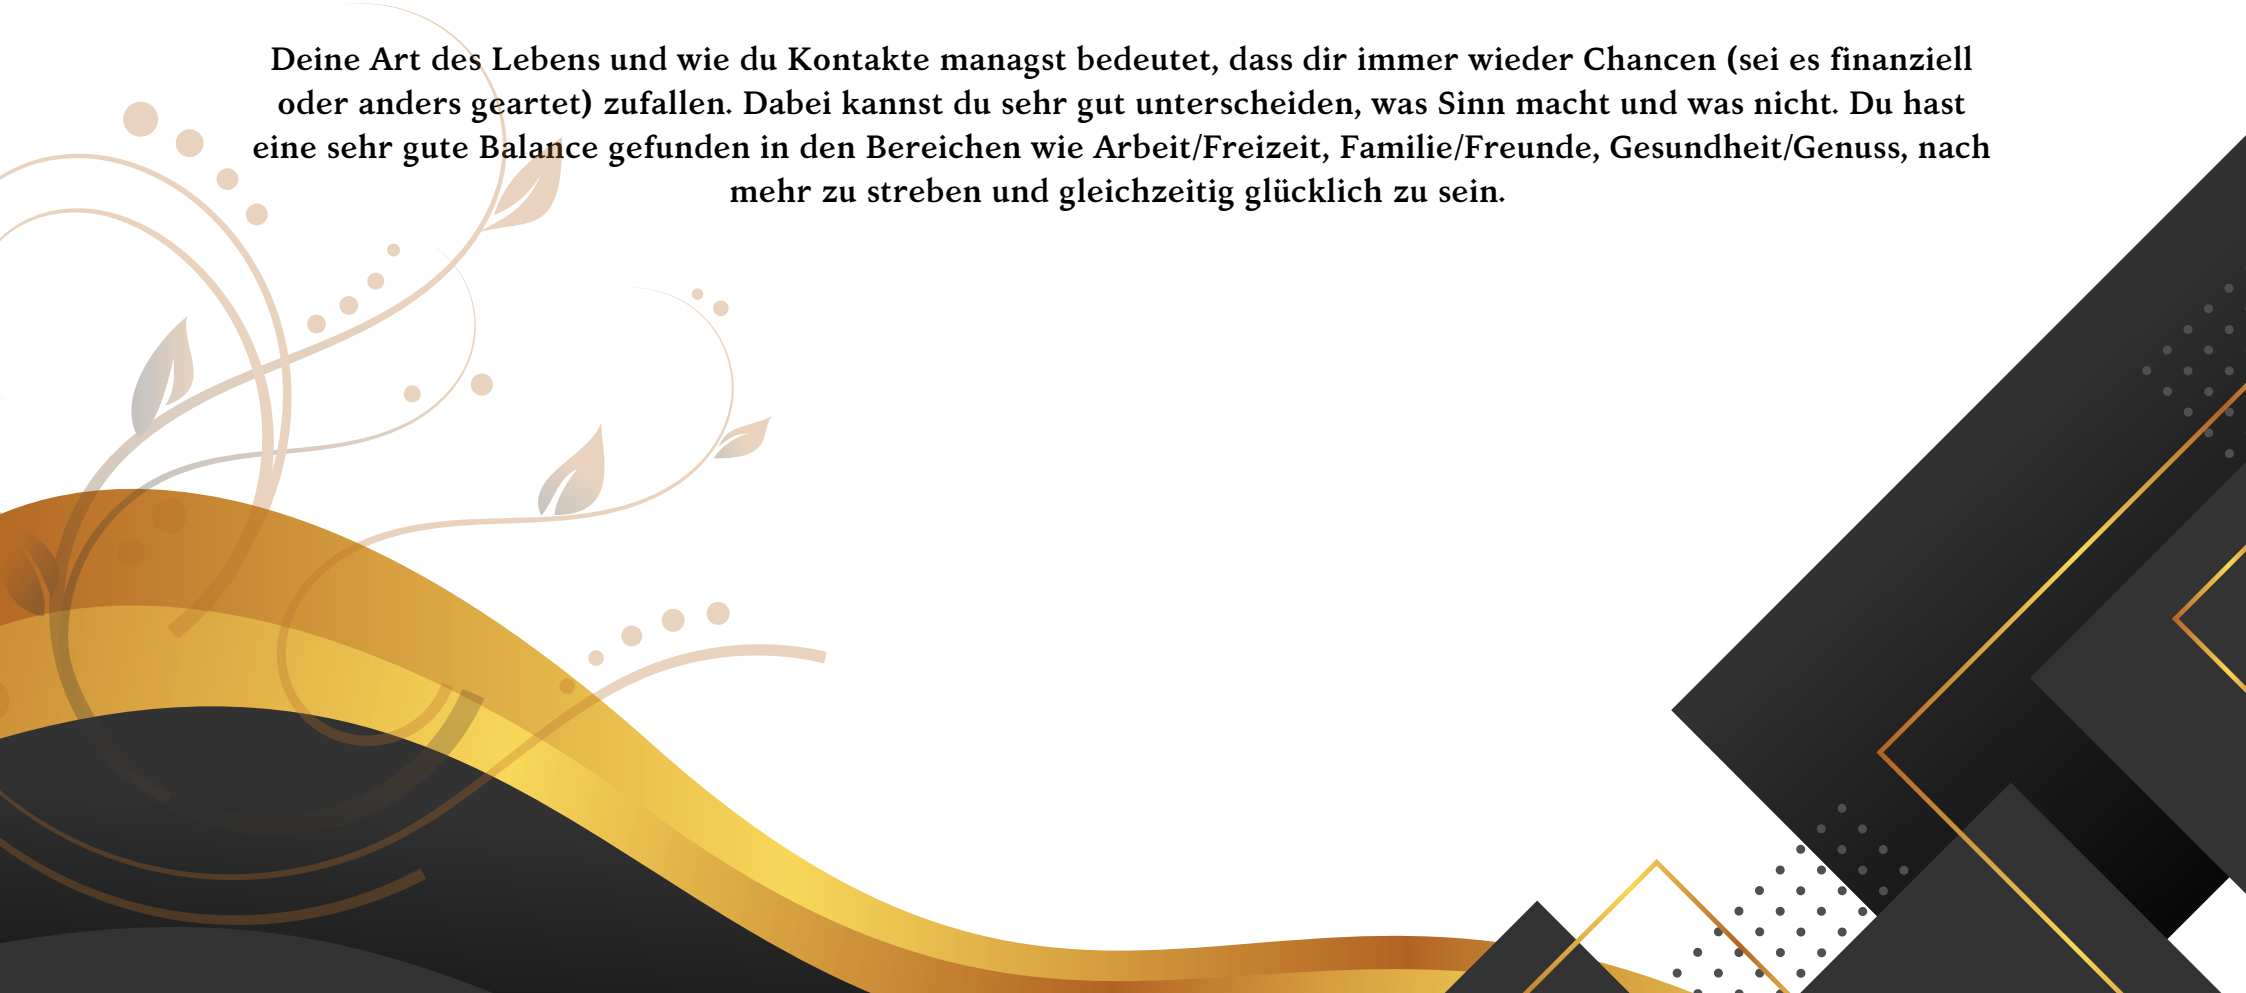 Deine Art des Lebens und wie du Kontakte managst bedeutet, dass dir immer wieder Chancen (sei es finanziell
oder anders geartet) zufallen. Dabei kannst du sehr gut unterscheiden, was Sinn macht und was nicht. Du hast
eine sehr gute Balance gefunden in den Bereichen wie Arbeit/Freizeit, Familie/Freunde, Gesundheit/Genuss, nach
mehr zu streben und gleichzeitig glücklich zu sein.